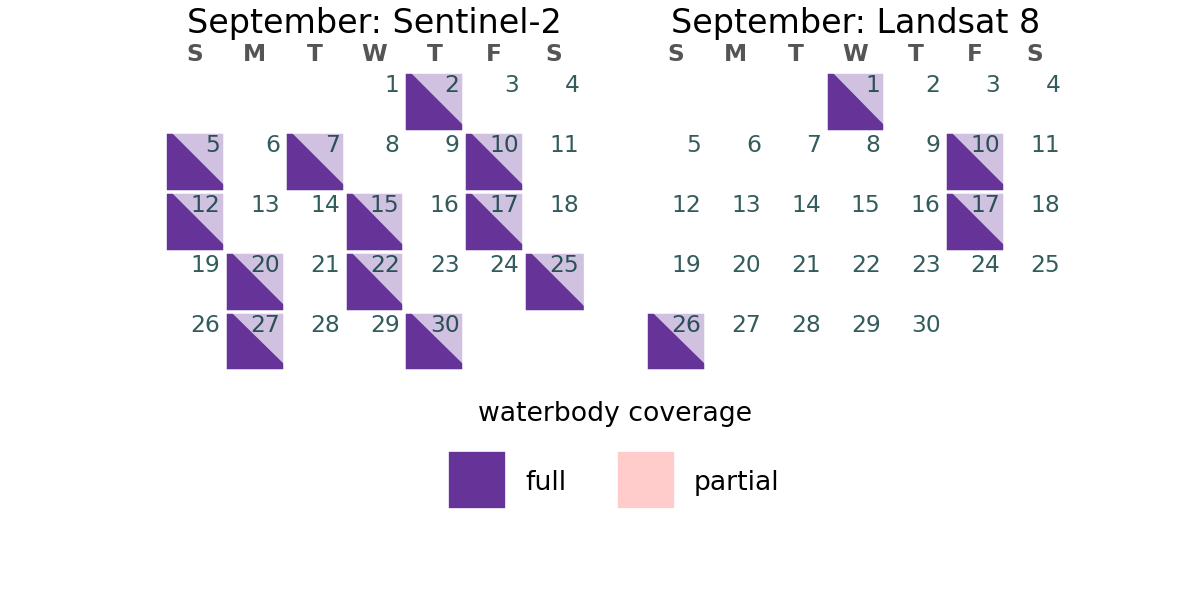 September: Sentinel-2
S M T W T F S
1 2 3 4
5 6 7 8 9 10 11
12 13 14 15 16 17 18
19 20 21 22 23 24 25
26 27 28 29 30
September: Landsat 8
S M T W T F S
1 2 3 4
5 6 7 8 9 10 11
12 13 14 15 16 17 18
19 20 21 22 23 24 25
26 27 28 29 30
waterbody coverage
full
partial